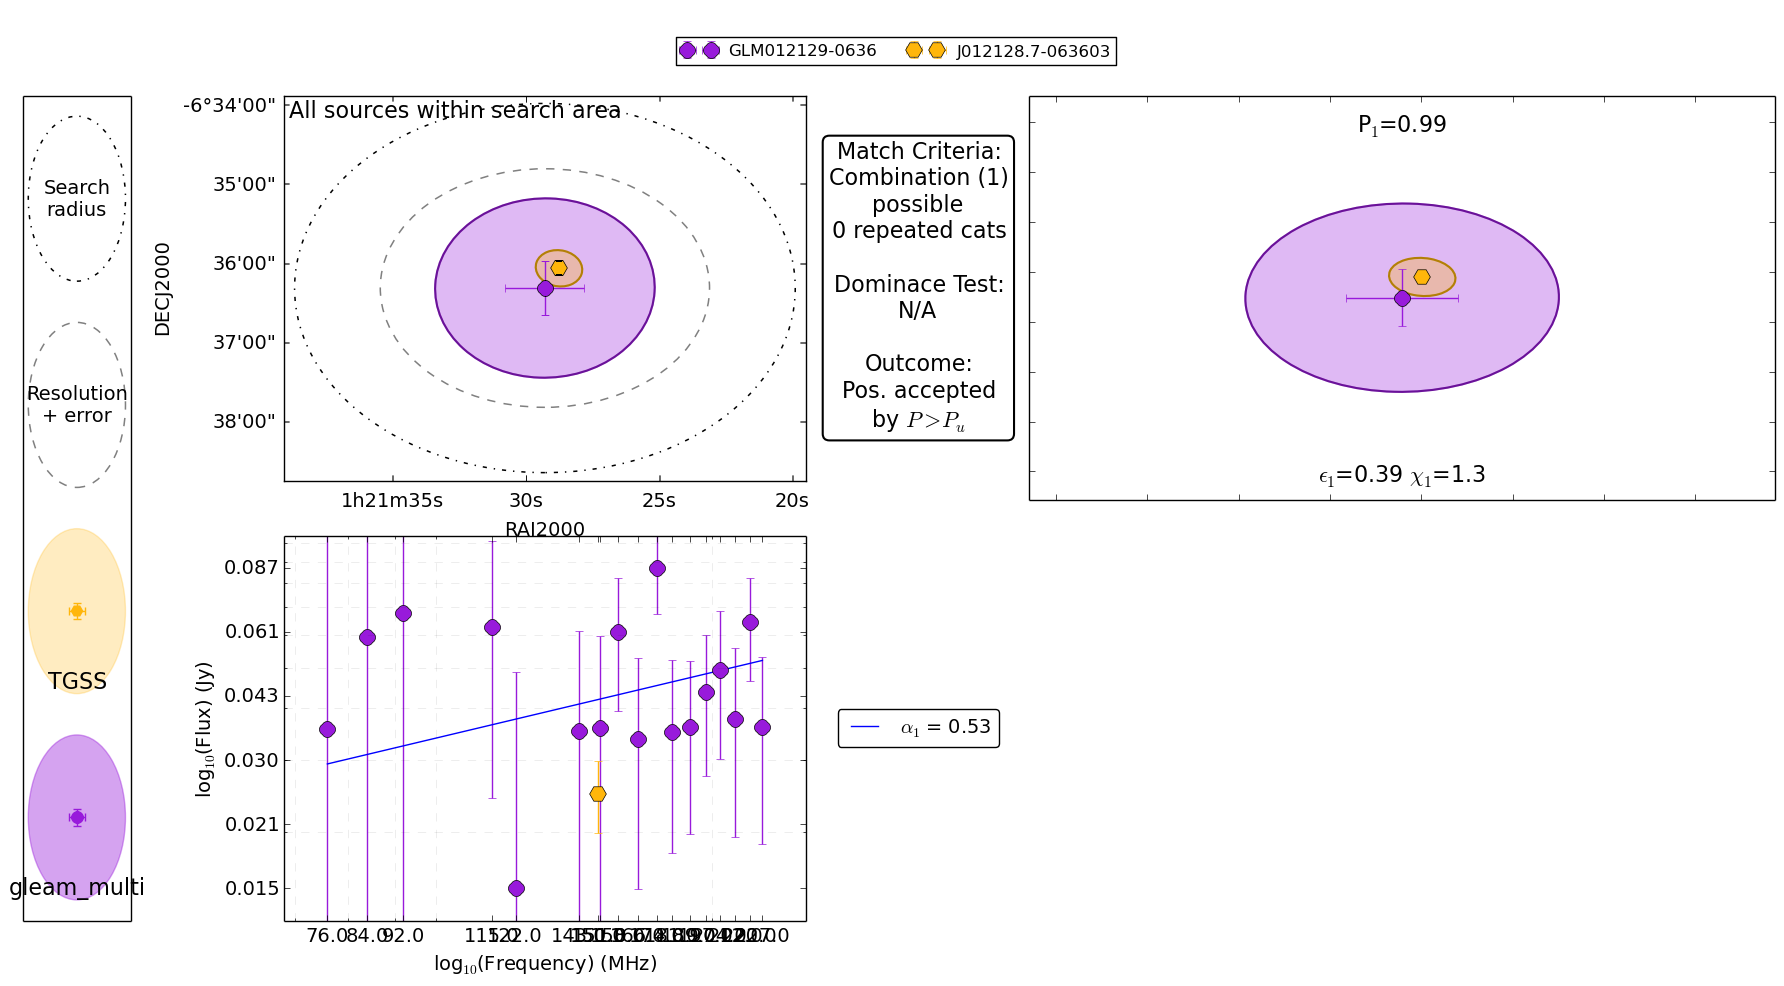 GLM012129-0636 J012128.7-063603
Search
radius
Resolution
+ error
TGSS
gleam_multi
All sources within search area
-6°34'00"
35'00"
36'00"
37'00"
38'00"
DECJ2000
1h21m35s 30s 25s 20s
RAJ2000
Match Criteria:
Combination (1)
possible
0 repeated cats
Dominace Test:
N/A
Outcome:
Pos. accepted
by P>Pu
P1=0.99
ϵ1=0.39 χ1=1.3
0.087
0.061
0.043
0.030
0.021
0.015
log10(Flux) (Jy)
76.0 84.0 92.0 115.0 122.0
log10(Frequency) (MHz)
α1 = 0.53